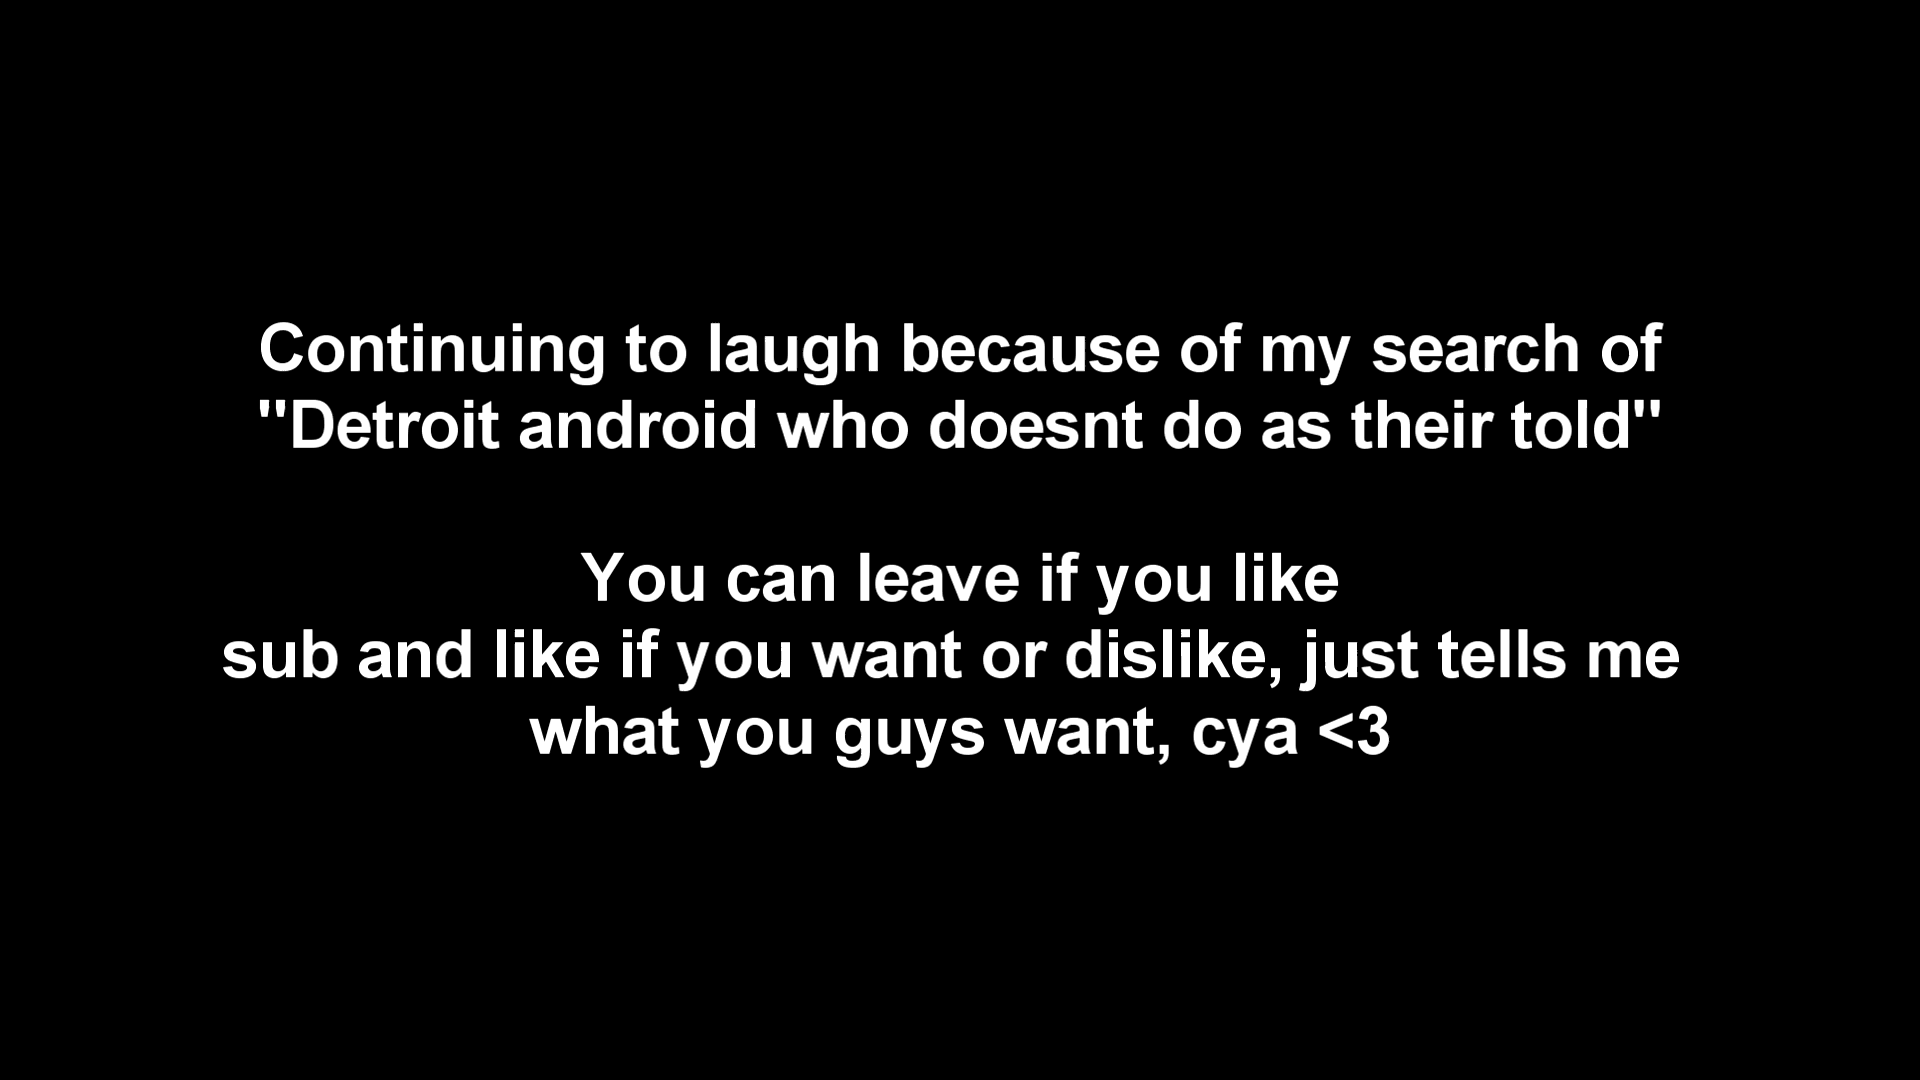 Continuing to laugh because of my search of
"Detroit android who doesnt do as their told"
You can leave if you like
sub and like if you want or dislike, just tells me
what you guys want, cya <3